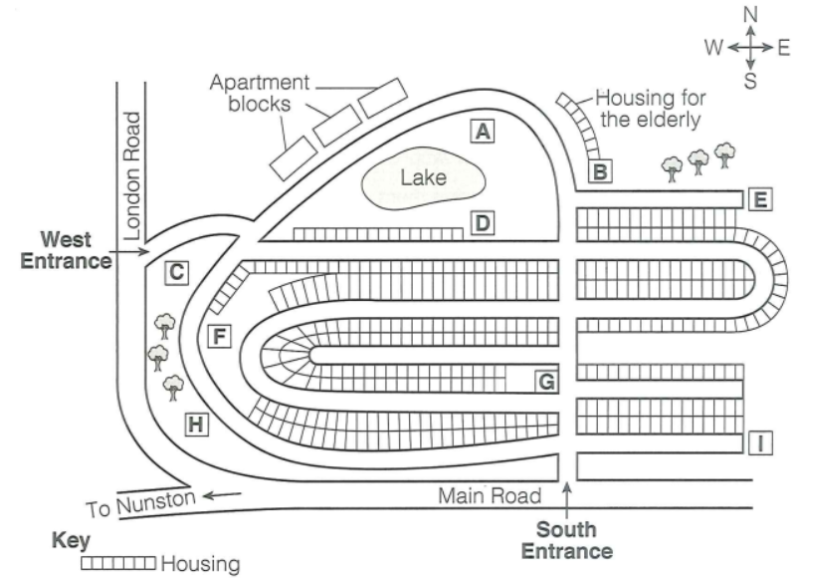 N
W E
S
Apartment
blocks
Housing for
the elderly
London Road
A
B
Lake
E
D
West
Entrance
C
F
G
H
I
To Nunston
Main Road
South
Entrance
Key
Housing